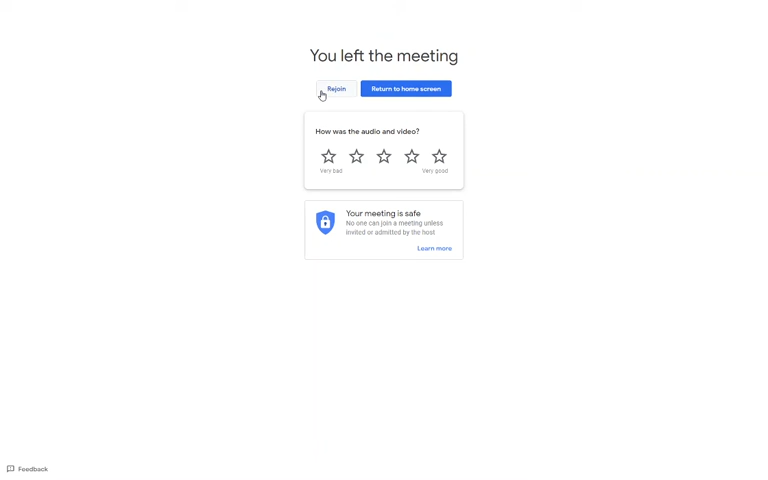 You left the meeting
Rejoin
Return to home screen
How was the audio and video?
Very bad
Very good
Your meeting is safe
No one can join a meeting unless
invited or admitted by the host
Learn more
Feedback